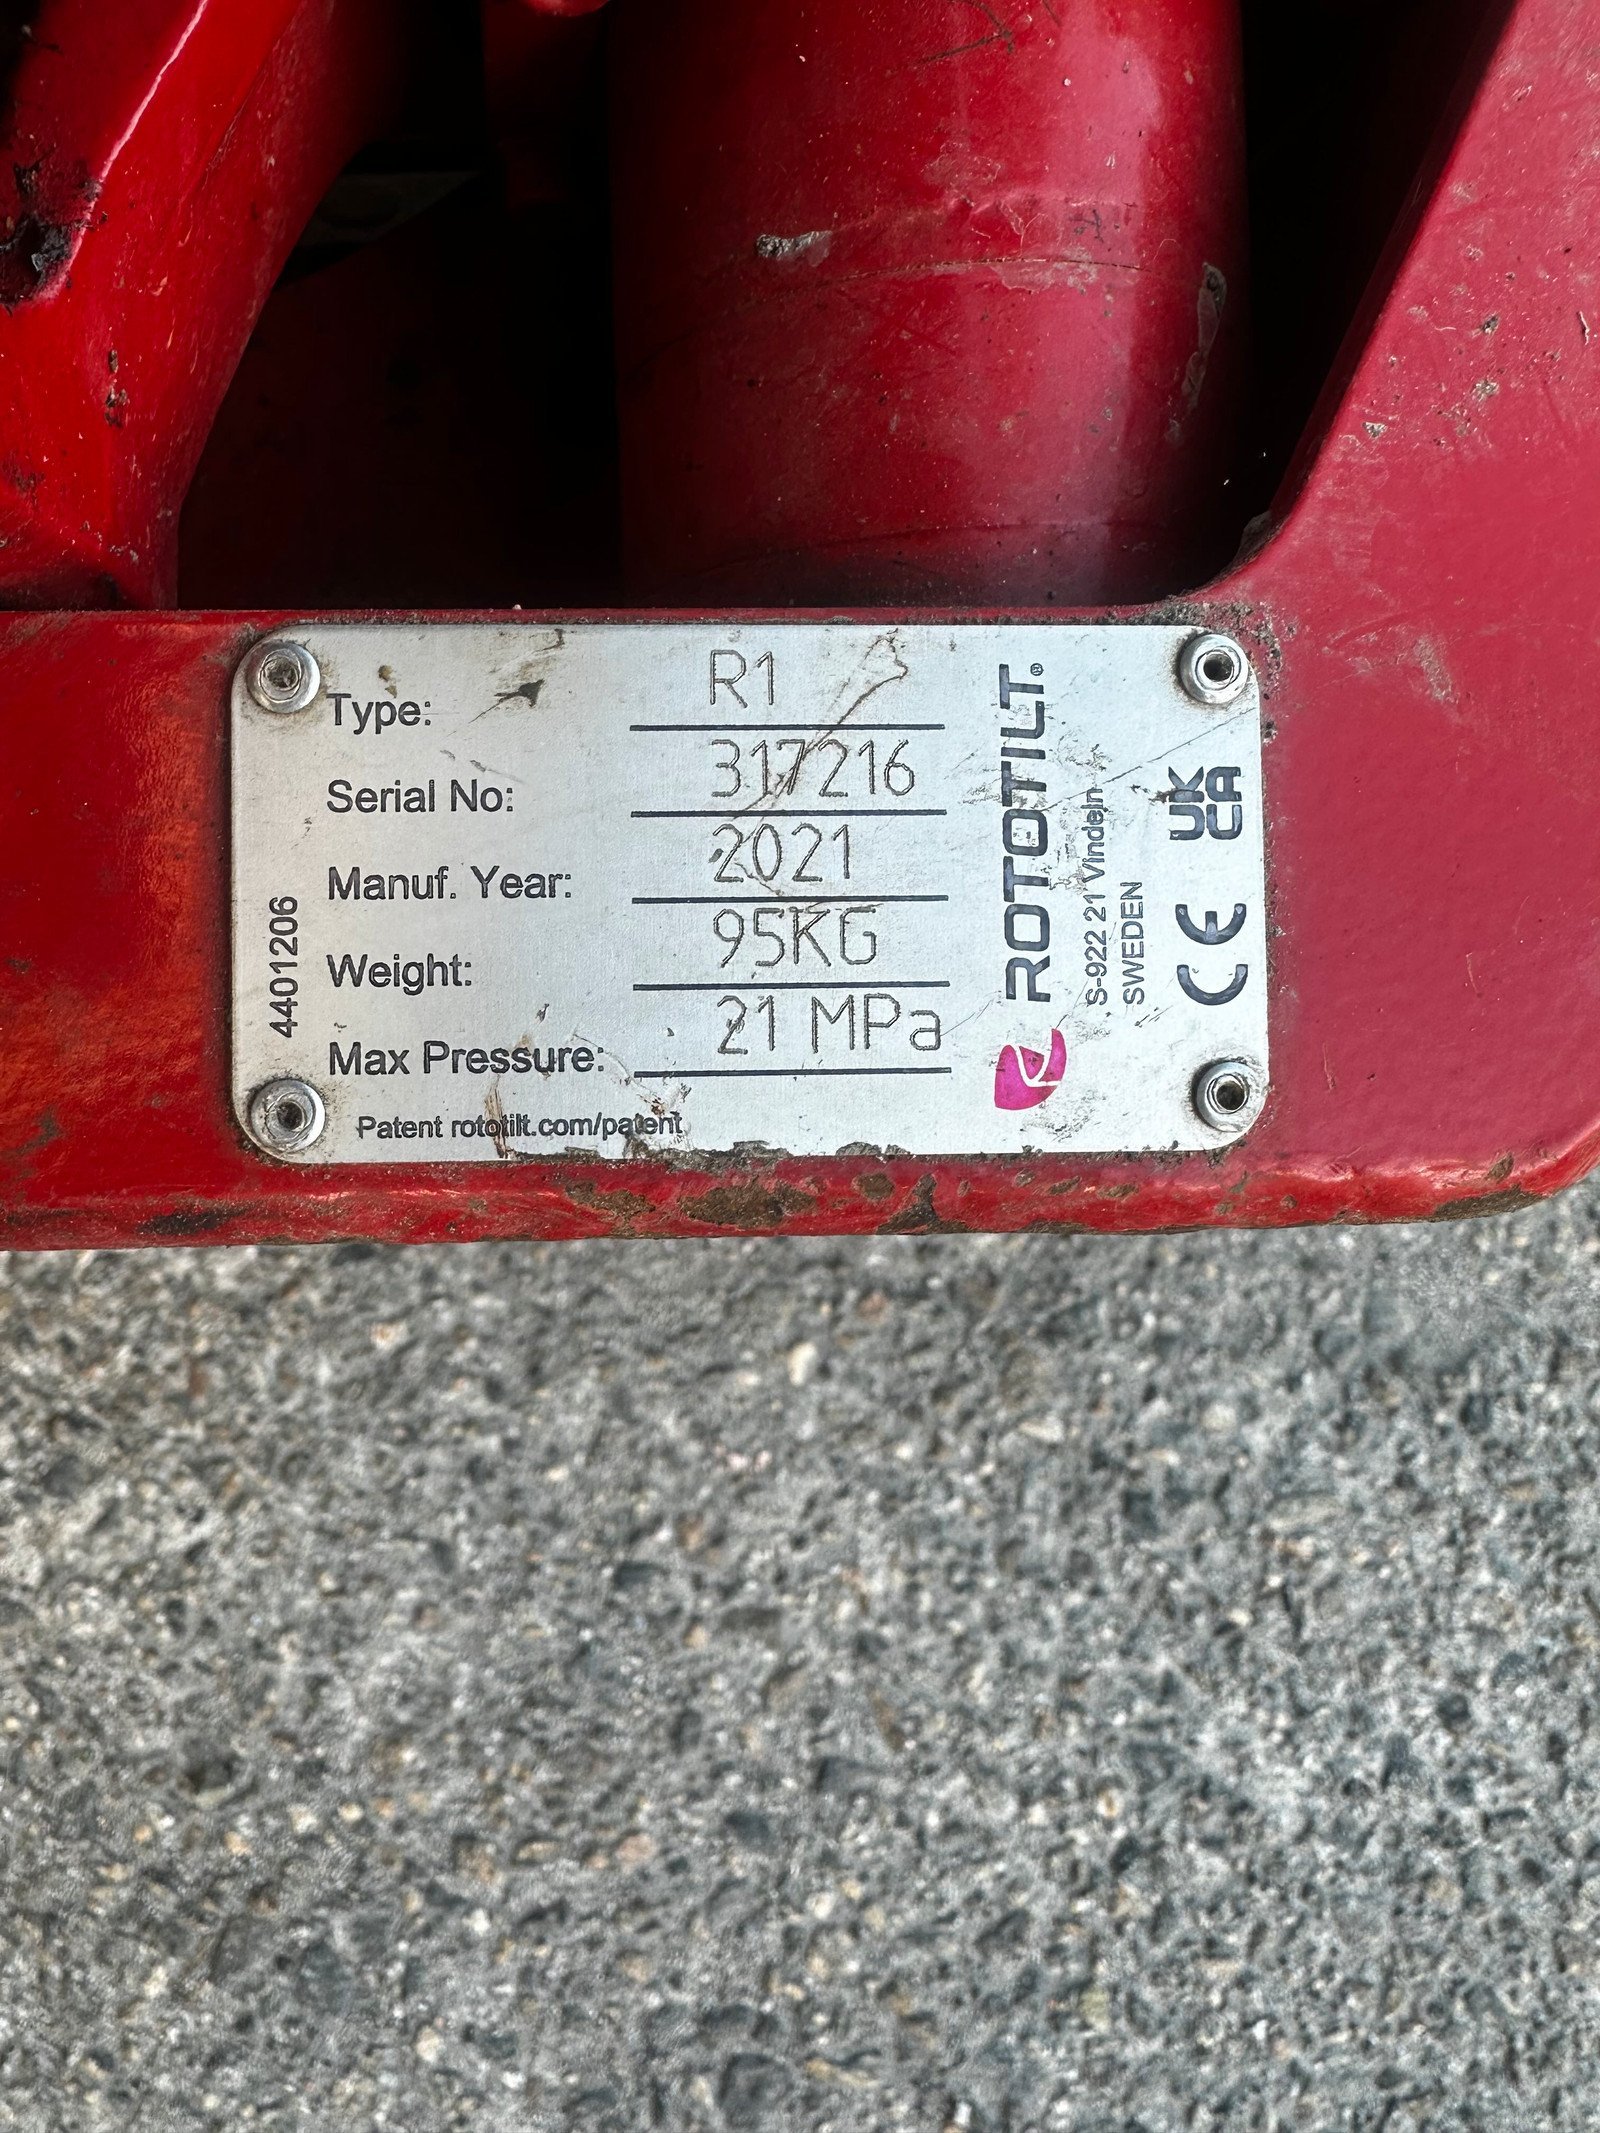 Type: R1
Serial No: 317216
Manuf. Year: 2021
Weight: 95KG
Max Pressure: 21 MPa
Patent rototilt.com/patent
4401206
ROTOTILT®
S-922 21 Vindeln
SWEDEN
CE
UK
CA